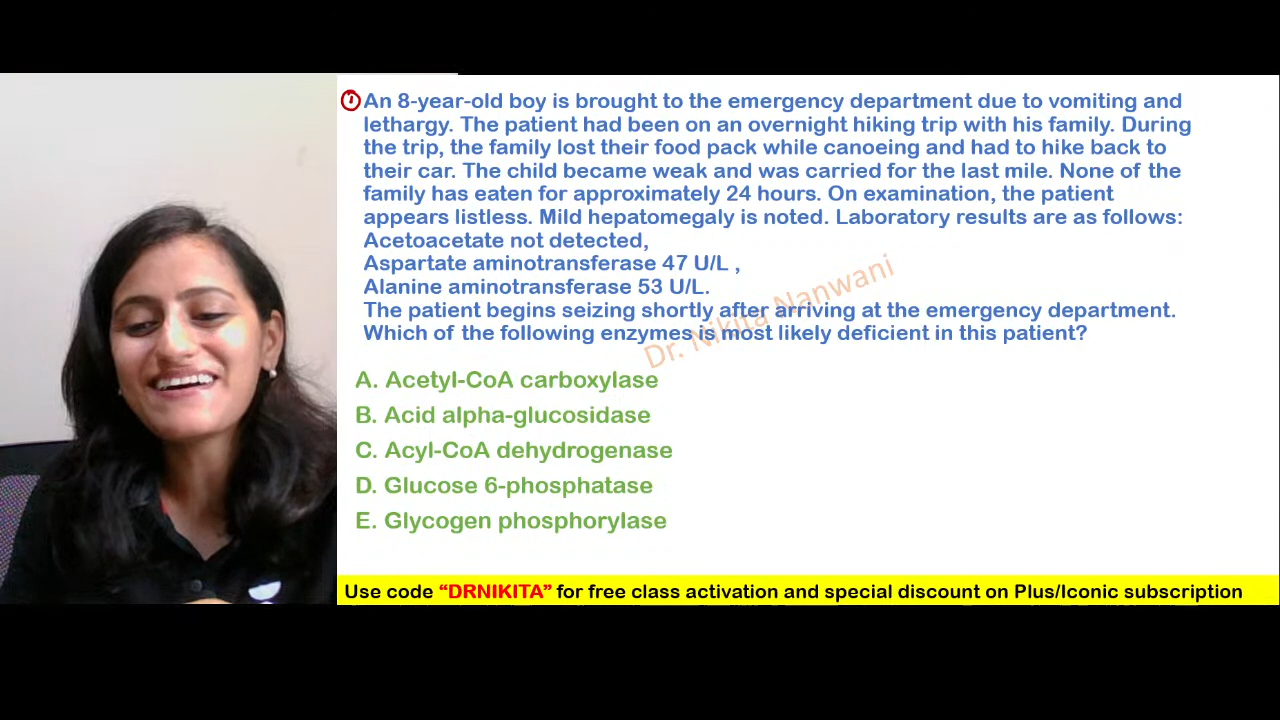 1 An 8-year-old boy is brought to the emergency department due to vomiting and
lethargy. The patient had been on an overnight hiking trip with his family. During
the trip, the family lost their food pack while canoeing and had to hike back to
their car. The child became weak and was carried for the last mile. None of the
family has eaten for approximately 24 hours. On examination, the patient
appears listless. Mild hepatomegaly is noted. Laboratory results are as follows:
Acetoacetate not detected,
Aspartate aminotransferase 47 U/L ,
Alanine aminotransferase 53 U/L.
The patient begins seizing shortly after arriving at the emergency department.
Which of the following enzymes is most likely deficient in this patient?
Dr. Nikita Nanwani
A. Acetyl-CoA carboxylase
B. Acid alpha-glucosidase
C. Acyl-CoA dehydrogenase
D. Glucose 6-phosphatase
E. Glycogen phosphorylase
Use code “DRNIKITA” for free class activation and special discount on Plus/Iconic subscription